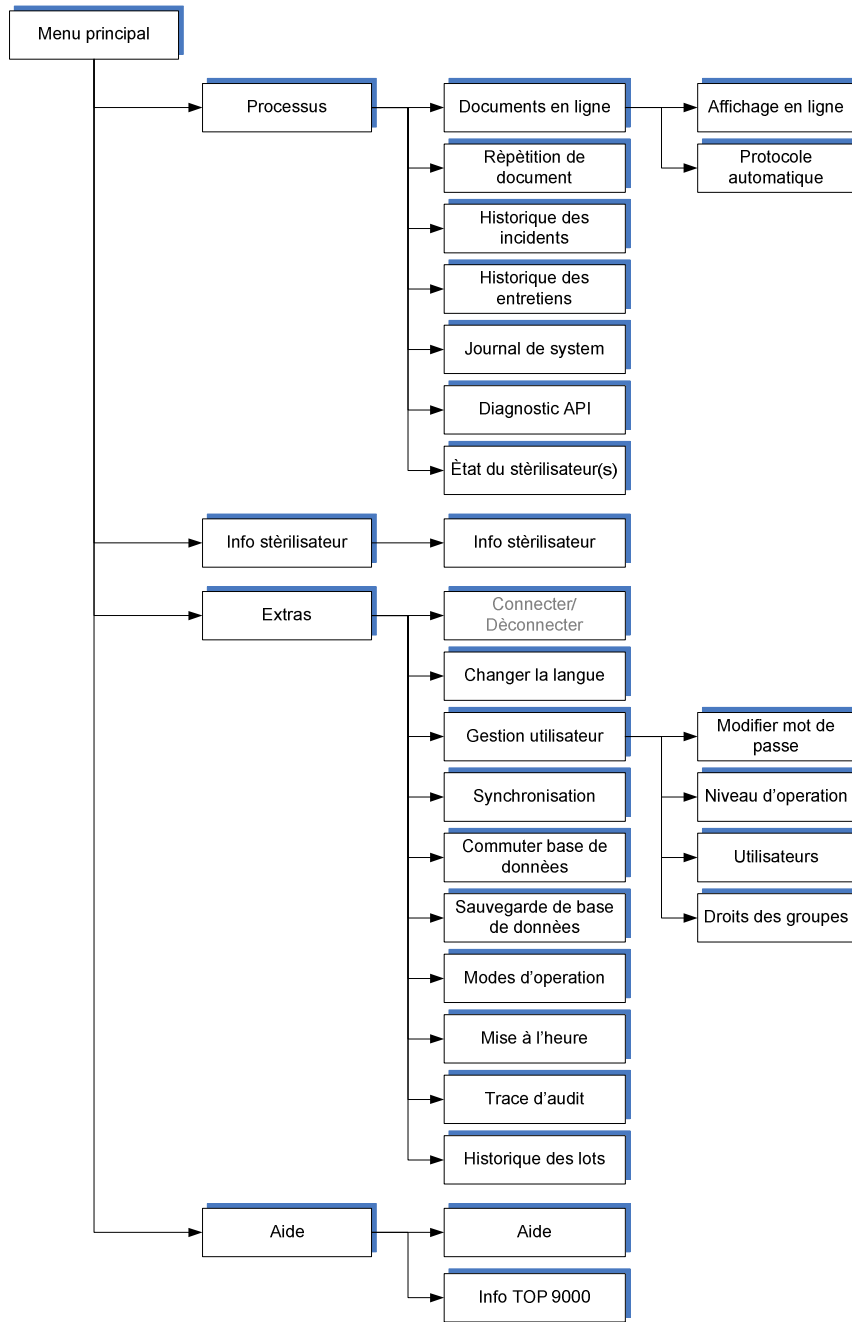 Menu principal
Processus
Documents en ligne
Affichage en ligne
Rèpètition de
document
Protocole
automatique
Historique des
incidents
Historique des
entretiens
Journal de system
Diagnostic API
Ètat du stèrilisateur(s)
Info stèrilisateur
Info stèrilisateur
Extras
Connecter/
Dèconnecter
Changer la langue
Gestion utilisateur
Modifier mot de
passe
Synchronisation
Niveau d’operation
Commuter base de
donnèes
Utilisateurs
Sauvegarde de base
de donnèes
Droits des groupes
Modes d’operation
Mise à l’heure
Trace d’audit
Historique des lots
Aide
Aide
Info TOP 9000